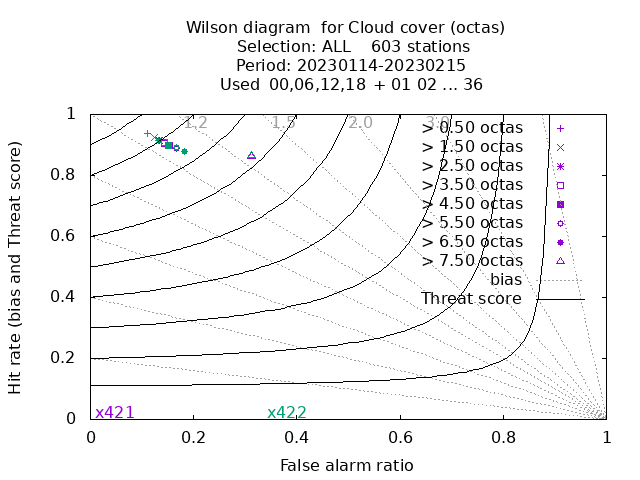 Wilson diagram  for Cloud cover (octas)
Selection: ALL    603 stations
Period: 20230114-20230215
Used  00,06,12,18  + 01 02 ... 36
1.2 1.5 2.0 3.0
> 0.50 octas
> 1.50 octas
> 2.50 octas
> 3.50 octas
> 4.50 octas
> 5.50 octas
> 6.50 octas
> 7.50 octas
bias
Threat score
1
0.8
0.6
0.4
0.2
0
Hit rate (bias and Threat score)
x421 x422
0 0.2 0.4 0.6 0.8 1
False alarm ratio